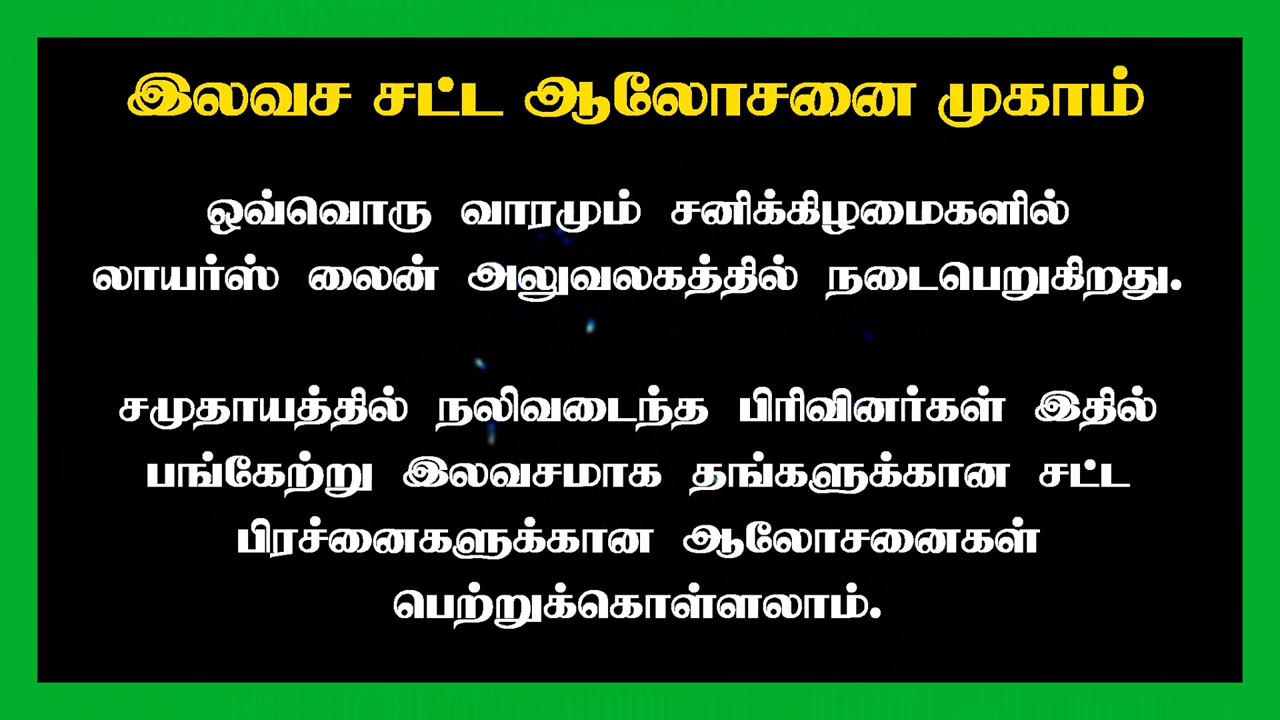 இலவச சட்ட ஆலோசனை முகாம்
ஒவ்வொரு வாரமும் சனிக்கிழமைகளில்
லாயர்ஸ் லைன் அலுவலகத்தில் நடைபெறுகிறது.
சமுதாயத்தில் நலிவடைந்த பிரிவினர்கள் இதில்
பங்கேற்று இலவசமாக தங்களுக்கான சட்ட
பிரச்னைகளுக்கான ஆலோசனைகள்
பெற்றுக்கொள்ளலாம்.